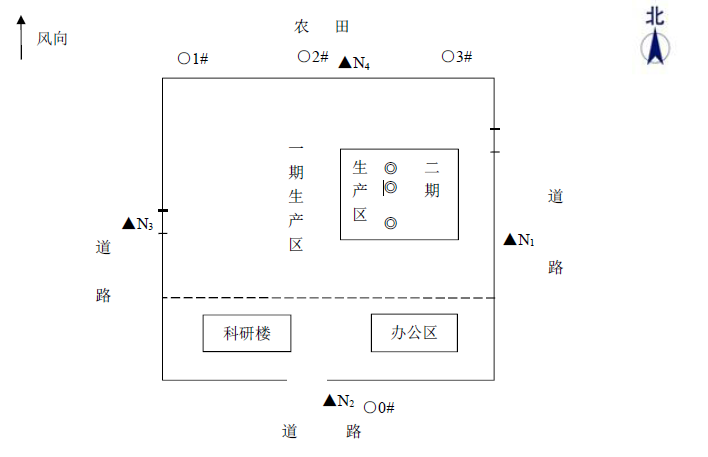 农 田
北
风向
○1#
○2#
▲N4
○3#
一期生产区
生产区
◎
◎
◎
二期
道路
▲N3
▲N1
道路
科研楼
办公区
▲N2
○0#
道 路